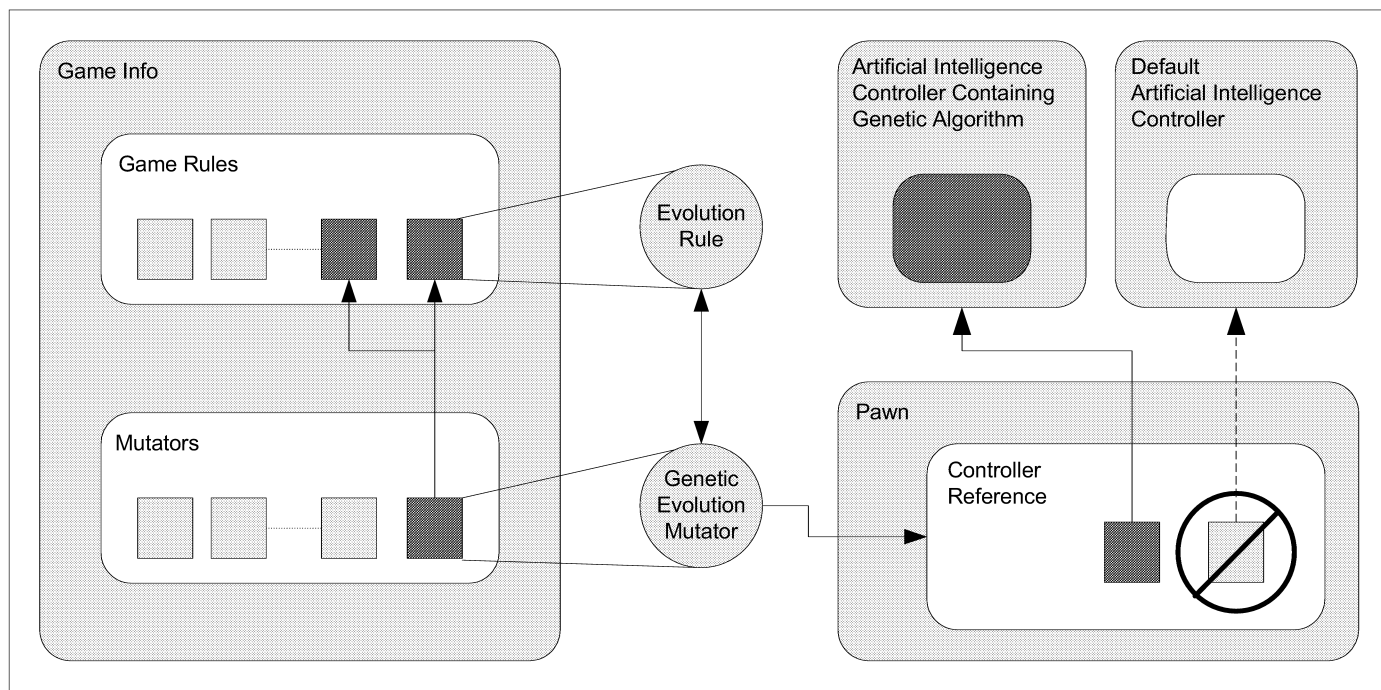 Game Info
Game Rules
Mutators
Evolution
Rule
Genetic
Evolution
Mutator
Artificial Intelligence
Controller Containing
Genetic Algorithm
Default
Artificial Intelligence
Controller
Pawn
Controller
Reference